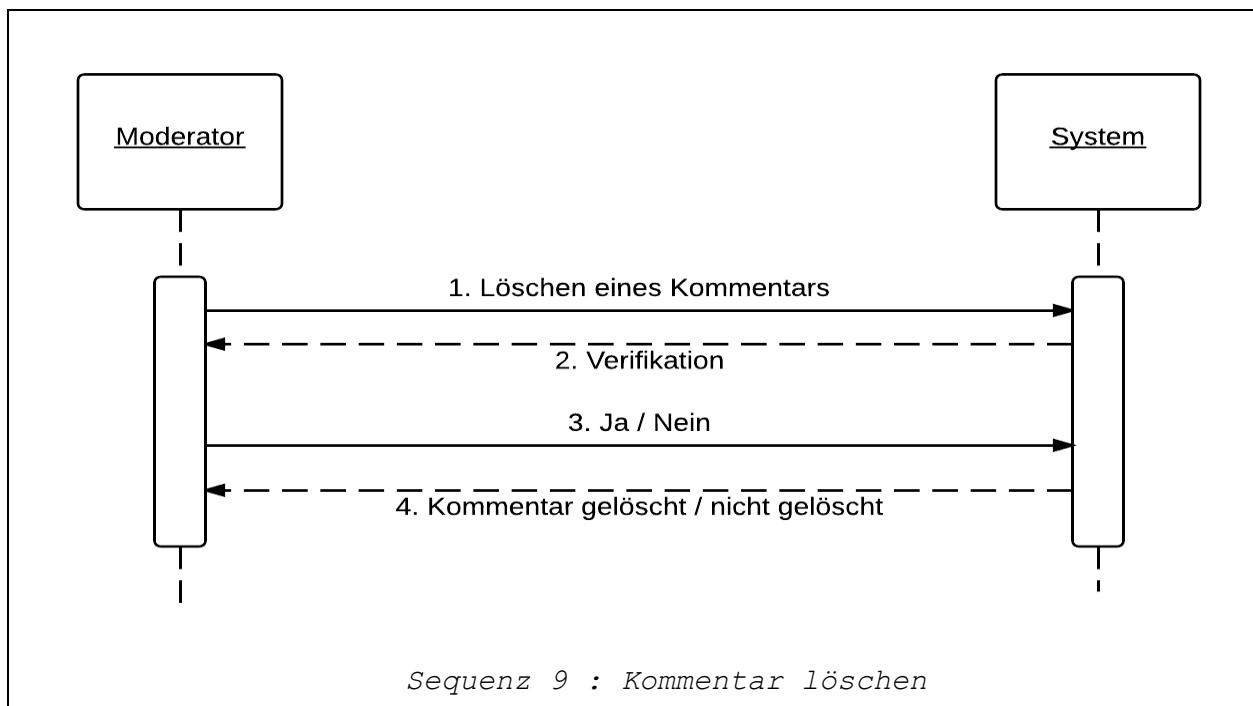 Moderator
System
1. Löschen eines Kommentars
2. Verifikation
3. Ja / Nein
4. Kommentar gelöscht / nicht gelöscht
Sequenz 9 : Kommentar löschen